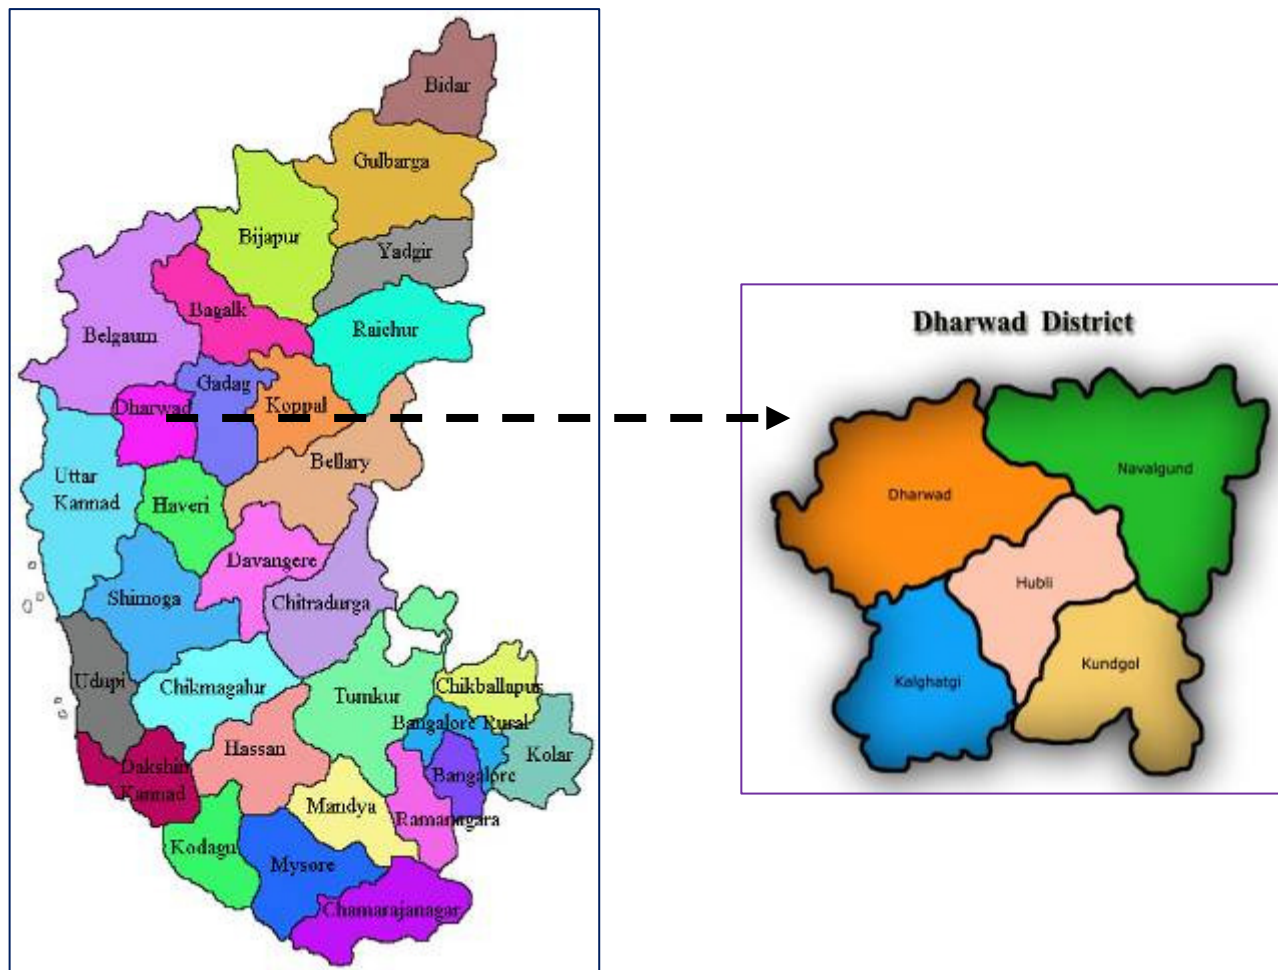 Bidar
Gulbarga
Bijapur
Yadgir
Bagalk
Raichur
Belgaum
Gadag
Dharwad
Koppal
Bellary
Uttar
Kannad
Haveri
Davangere
Shimoga
Chitradurga
Udupi
Chikmagalur
Tumkur
Chikballapur
Bangalore Rural
Hassan
Kolar
Dakshin
Kannad
Bangalore
Mandya
Ramanagara
Kodagu
Mysore
Chamarajanagar
Dharwad District
Navalgund
Dharwad
Hubli
Kundgol
Kalghatgi